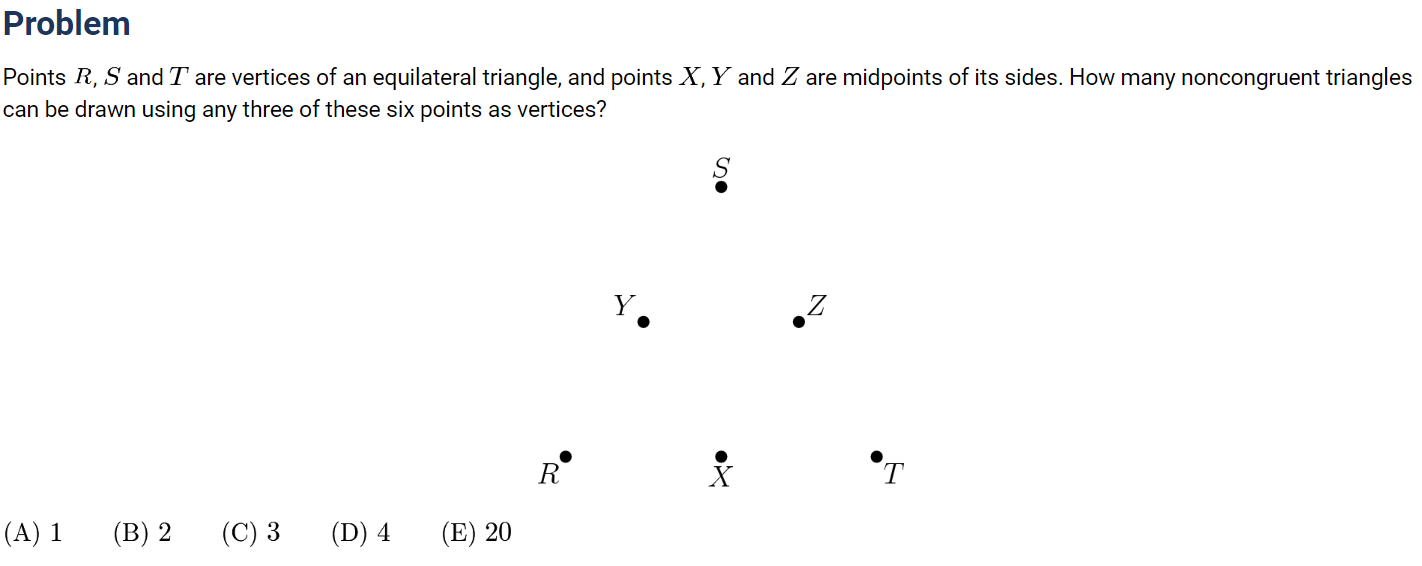 Problem
Points R, S and T are vertices of an equilateral triangle, and points X, Y and Z are midpoints of its sides. How many noncongruent triangles
can be drawn using any three of these six points as vertices?
S
Y Z
R X T
(A) 1 (B) 2 (C) 3 (D) 4 (E) 20